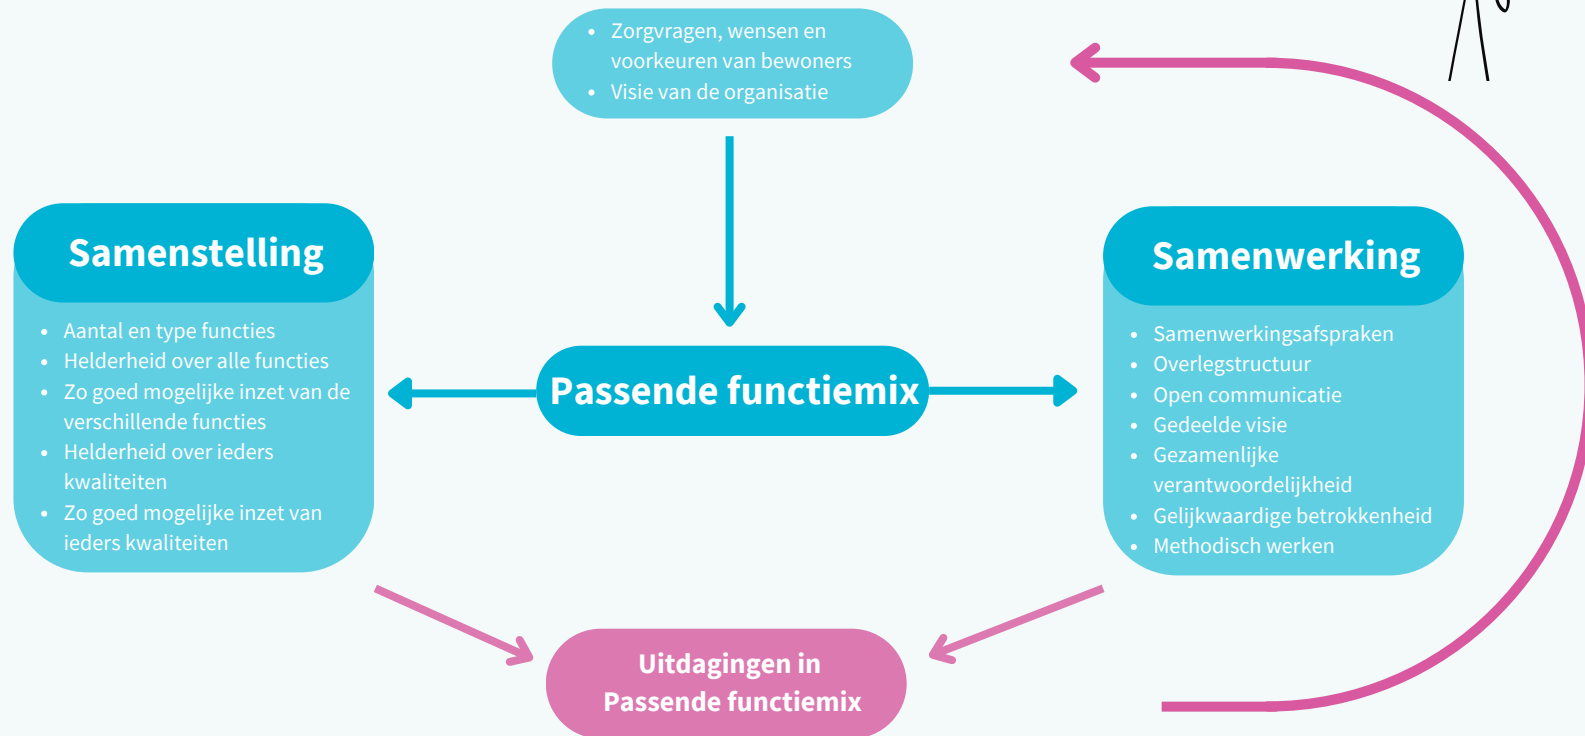 • Zorgvragen, wensen en
voorkeuren van bewoners
• Visie van de organisatie
Samenstelling
• Aantal en type functies
• Helderheid over alle functies
• Zo goed mogelijke inzet van de
verschillende functies
• Helderheid over ieders
kwaliteiten
• Zo goed mogelijke inzet van
ieders kwaliteiten
Passende functiemix
Samenwerking
• Samenwerkingsafspraken
• Overlegstructuur
• Open communicatie
• Gedeelde visie
• Gezamenlijke
verantwoordelijkheid
• Gelijkwaardige betrokkenheid
• Methodisch werken
Uitdagingen in
Passende functiemix